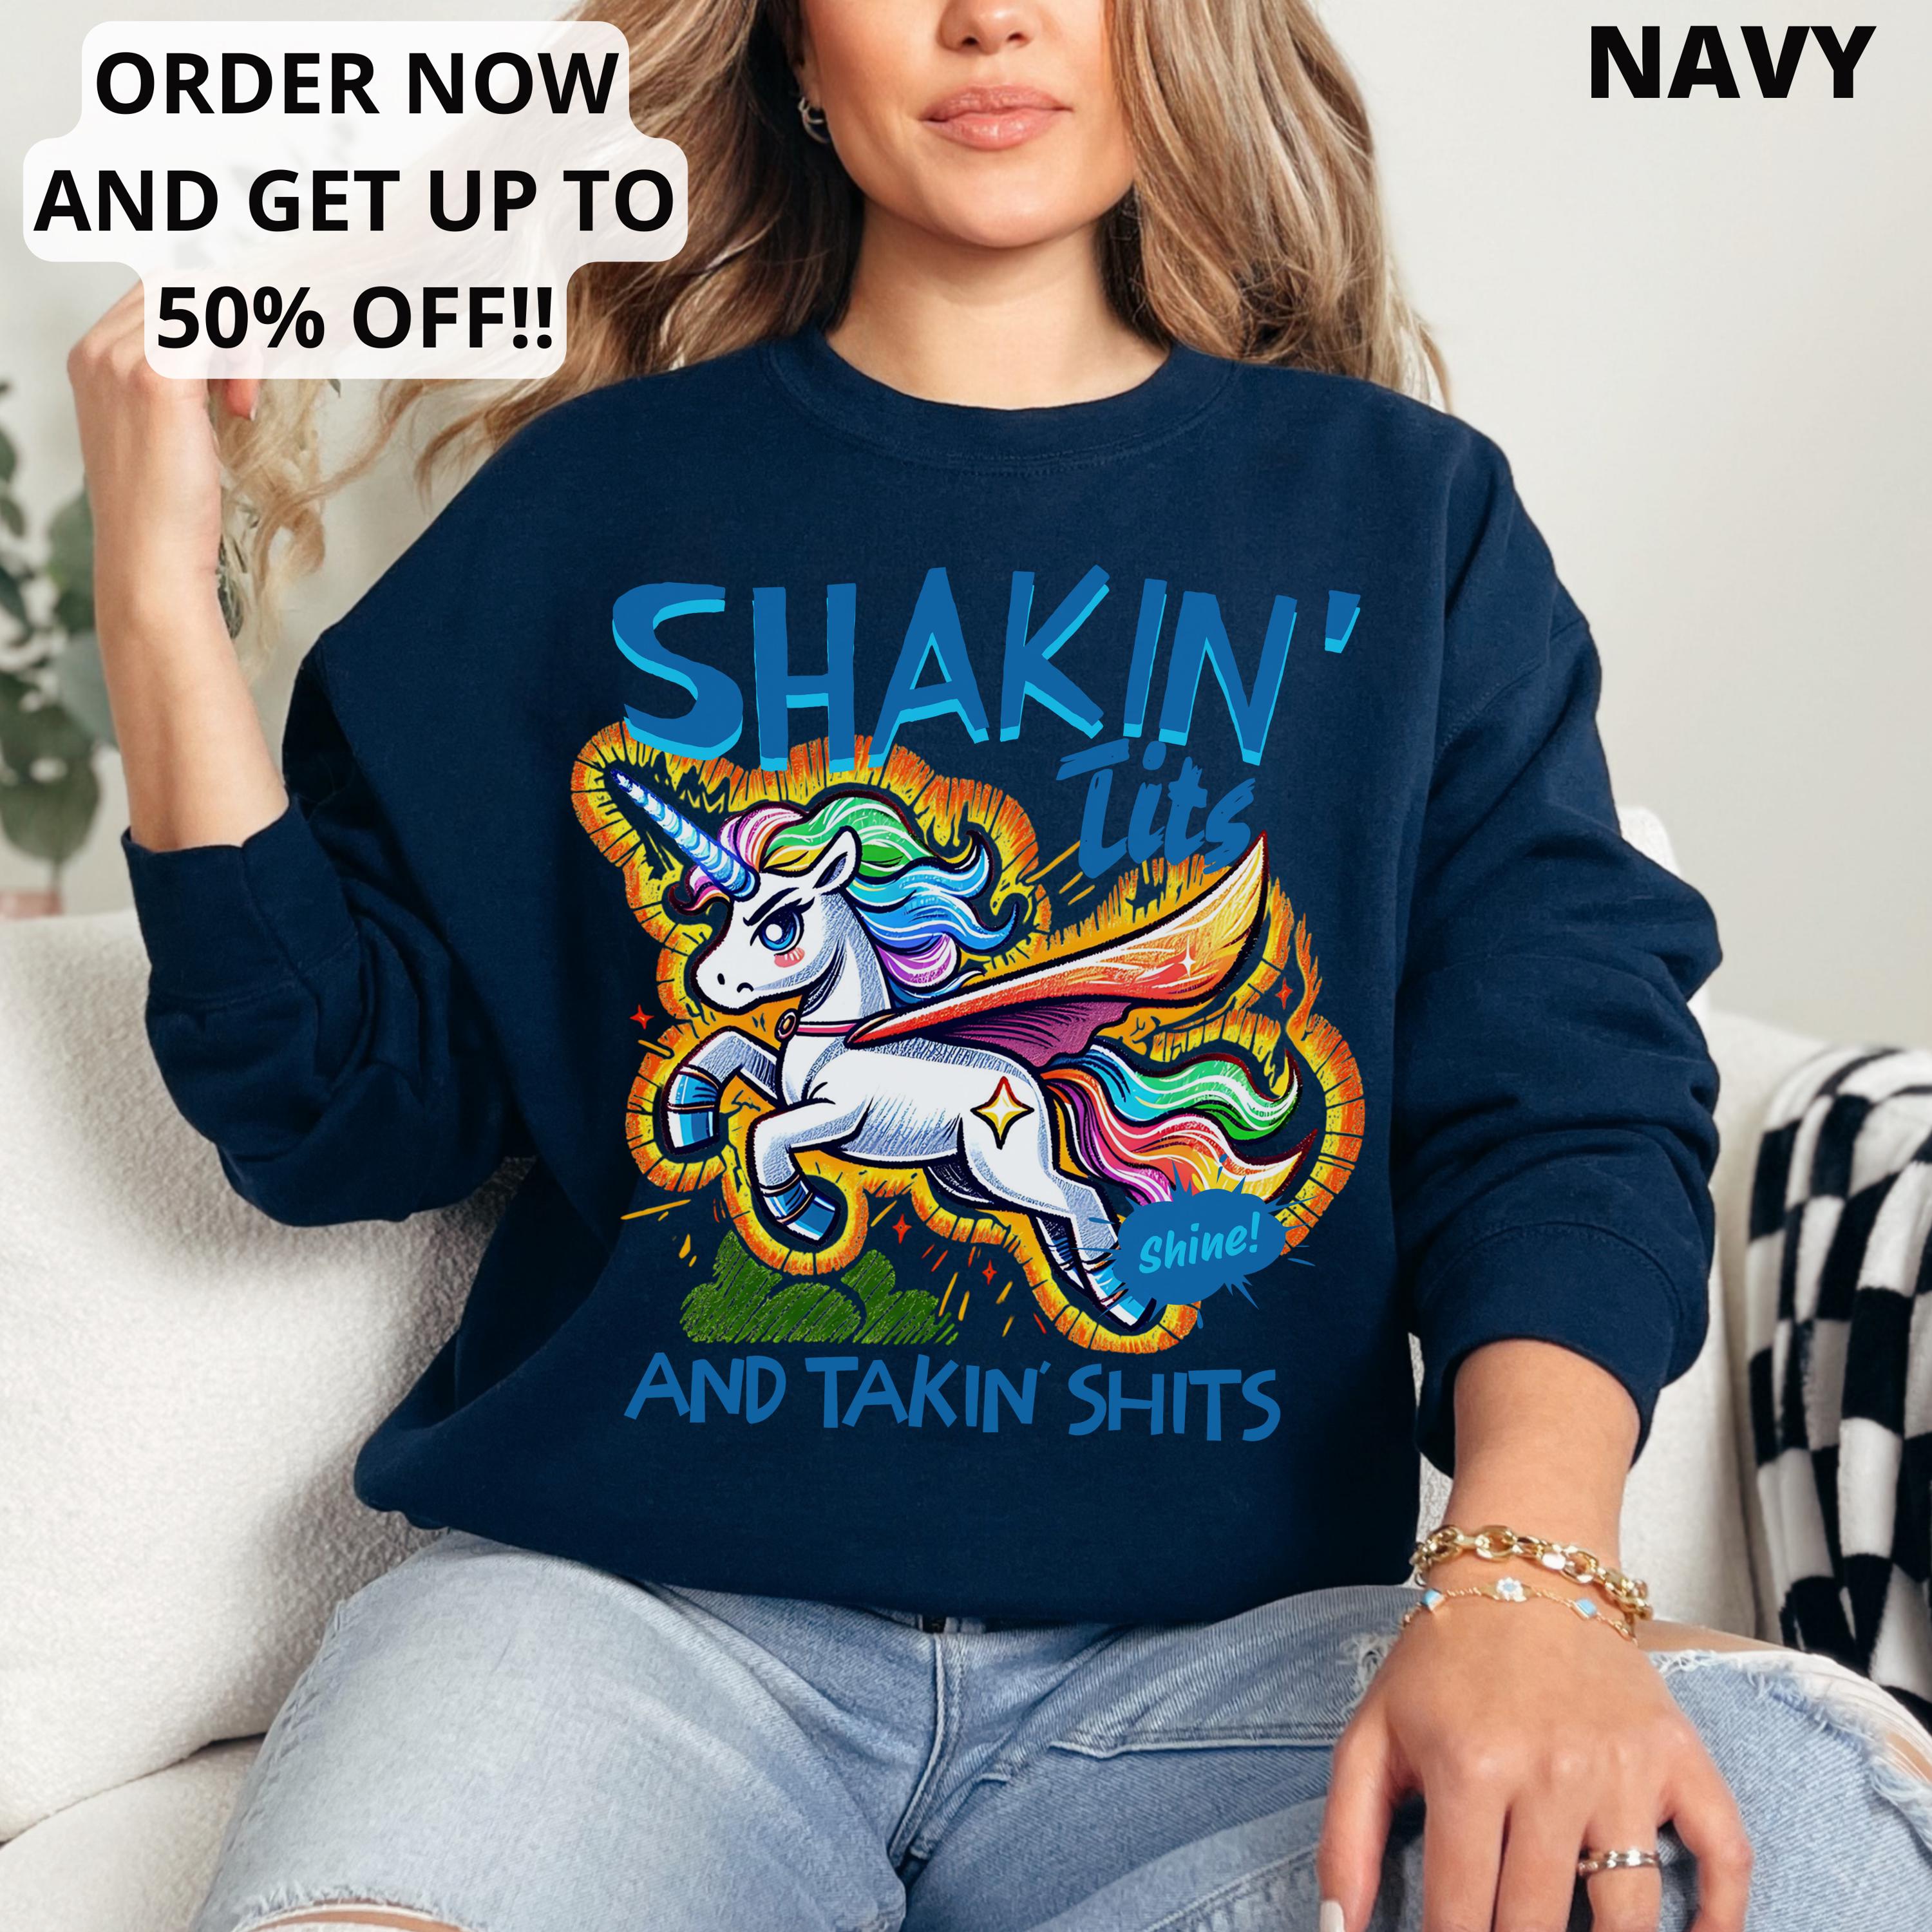 ORDER NOW
AND GET UP TO
50% OFF!!
NAVY
SHAKIN'
Tits
Shine!
AND TAKIN' SHITS